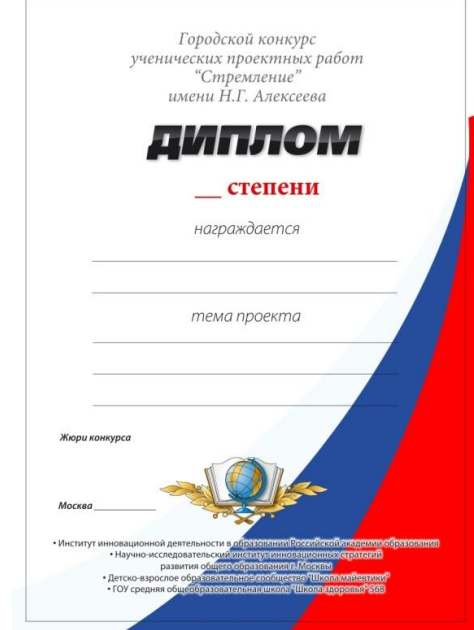 Городской конкурс
ученических проектных работ
“Стремление”
имени Н.Г. Алексеева
ДИПЛОМ
__ степени
награждается
тема проекта
Жюри конкурса
Москва ____________
• Институт инновационной деятельности в образовании Российской академии образования
• Научно-исследовательский институт инновационных стратегий
развития общего образования г. Москвы
• Детско-взрослое образовательное сообщество "Школа майевтики"
• ГОУ средняя общеобразовательная школа "Школа здоровья" 568